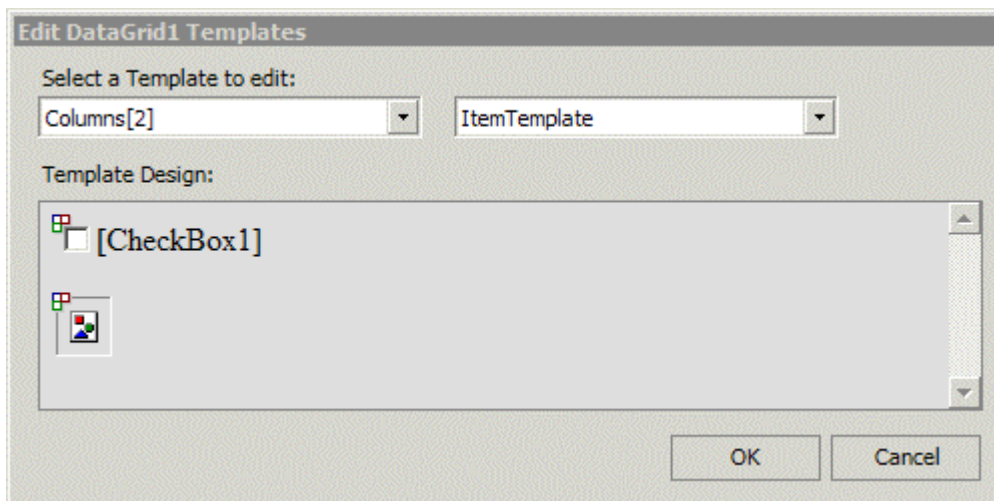 Edit DataGrid1 Templates
Select a Template to edit:
Columns[2] ItemTemplate
Template Design:
[CheckBox1]
OK Cancel